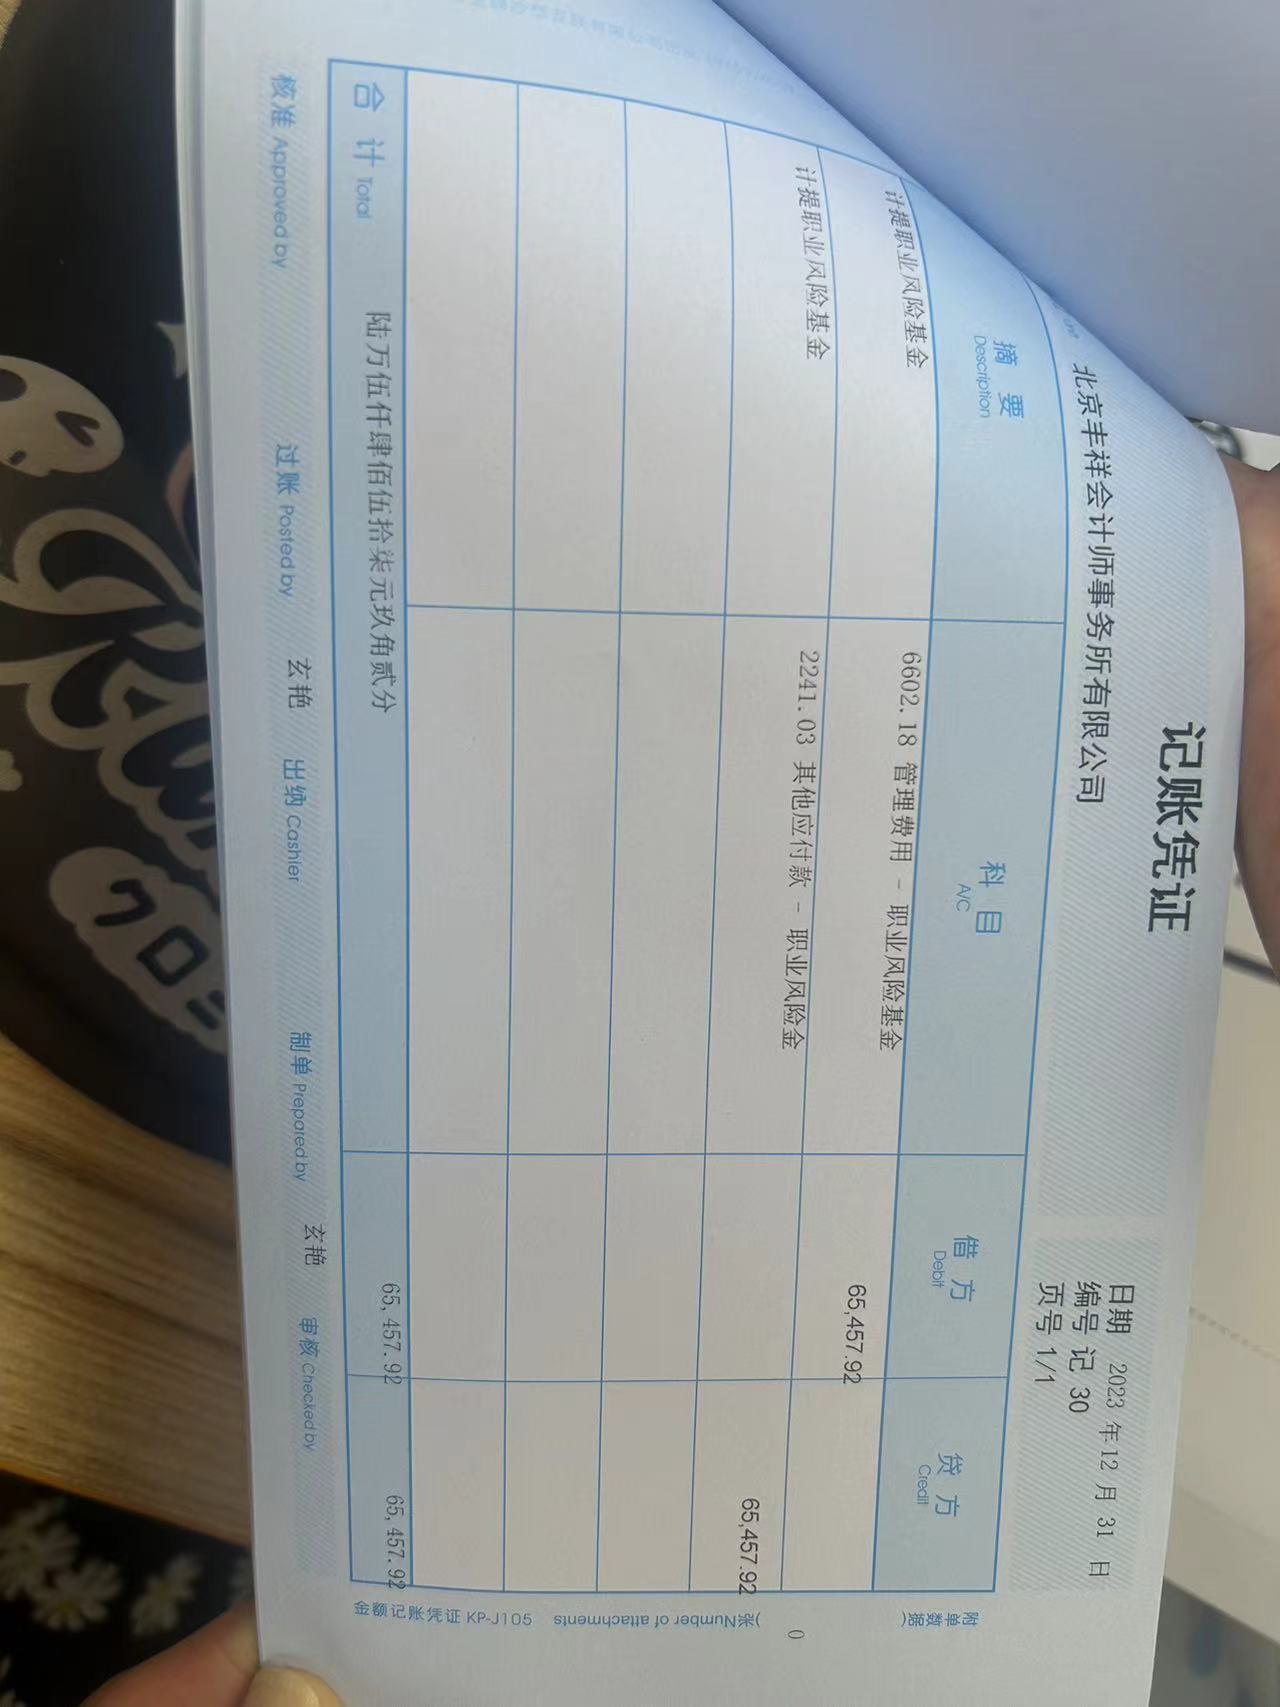 记账凭证
北京丰祥会计师事务所有限公司
日期 2023 年 12 月 31 日
编号 记 30
页号 1/1
摘 要 科 目 借 方 贷 方
Description A/C Debit Credit
计提职业风险基金 6602.18 管理费用 - 职业风险基金 65,457.92
计提职业风险基金 2241.03 其他应付款 - 职业风险金 65,457.92
合 计 Total 陆万伍仟肆佰伍拾柒元玖角贰分 65,457.92 65,457.92
核准 Approved by 过账 Posted by 玄艳 出纳 Cashier 制单 Prepared by 玄艳 审核 Checked by
附单数据( 0 )张 Number of attachments
金额记账凭证 KP-J105